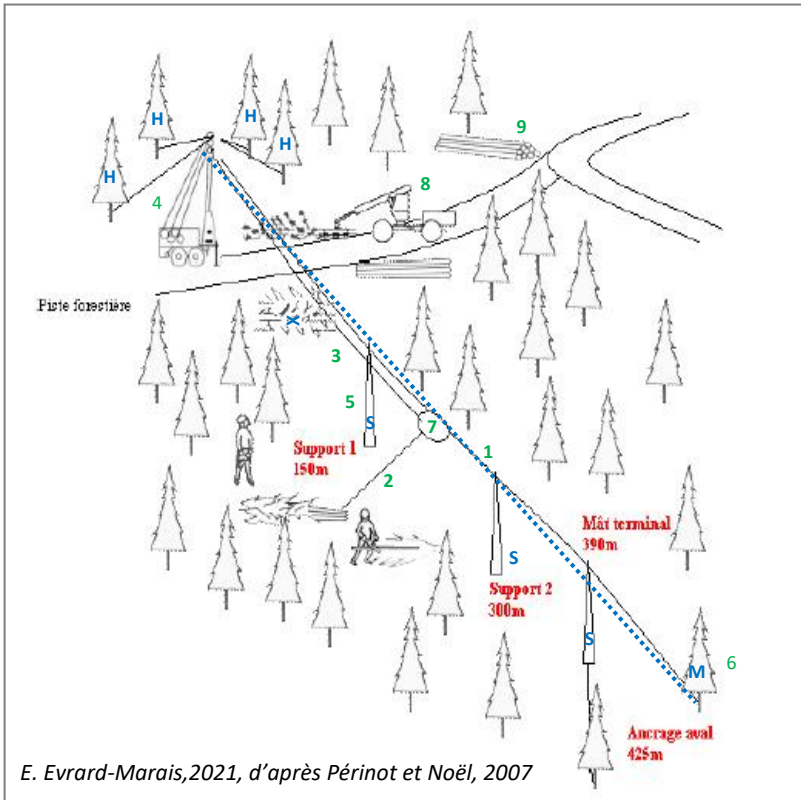 H
H
9
H
H
8
4
Piste forestière
X
3
5
S
7
Support 1
150m
1
2
Mât terminal
390m
S
Support 2
300m
S
M
6
Ancrage aval
425m
E. Evrard-Marais,2021, d’après Périnot et Noël, 2007